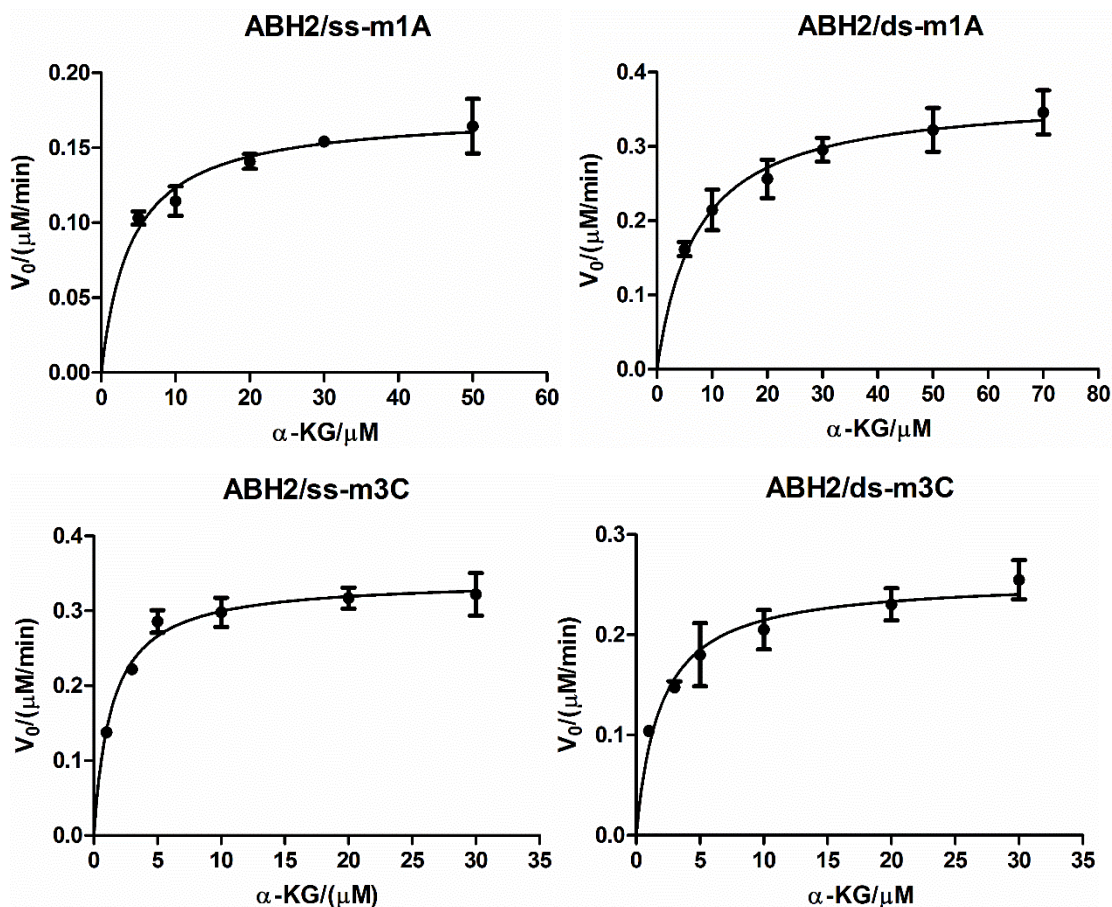 ABH2/ss-m1A
V0/(μM/min)
0.20
0.15
0.10
0.05
0.00
0 10 20 30 40 50 60
α-KG/μM
ABH2/ds-m1A
V0/(μM/min)
0.4
0.3
0.2
0.1
0.0
0 10 20 30 40 50 60 70 80
α-KG/μM
ABH2/ss-m3C
V0/(μM/min)
0.4
0.3
0.2
0.1
0.0
0 5 10 15 20 25 30 35
α-KG/(μM)
ABH2/ds-m3C
V0/(μM/min)
0.3
0.2
0.1
0.0
0 5 10 15 20 25 30 35
α-KG/μM